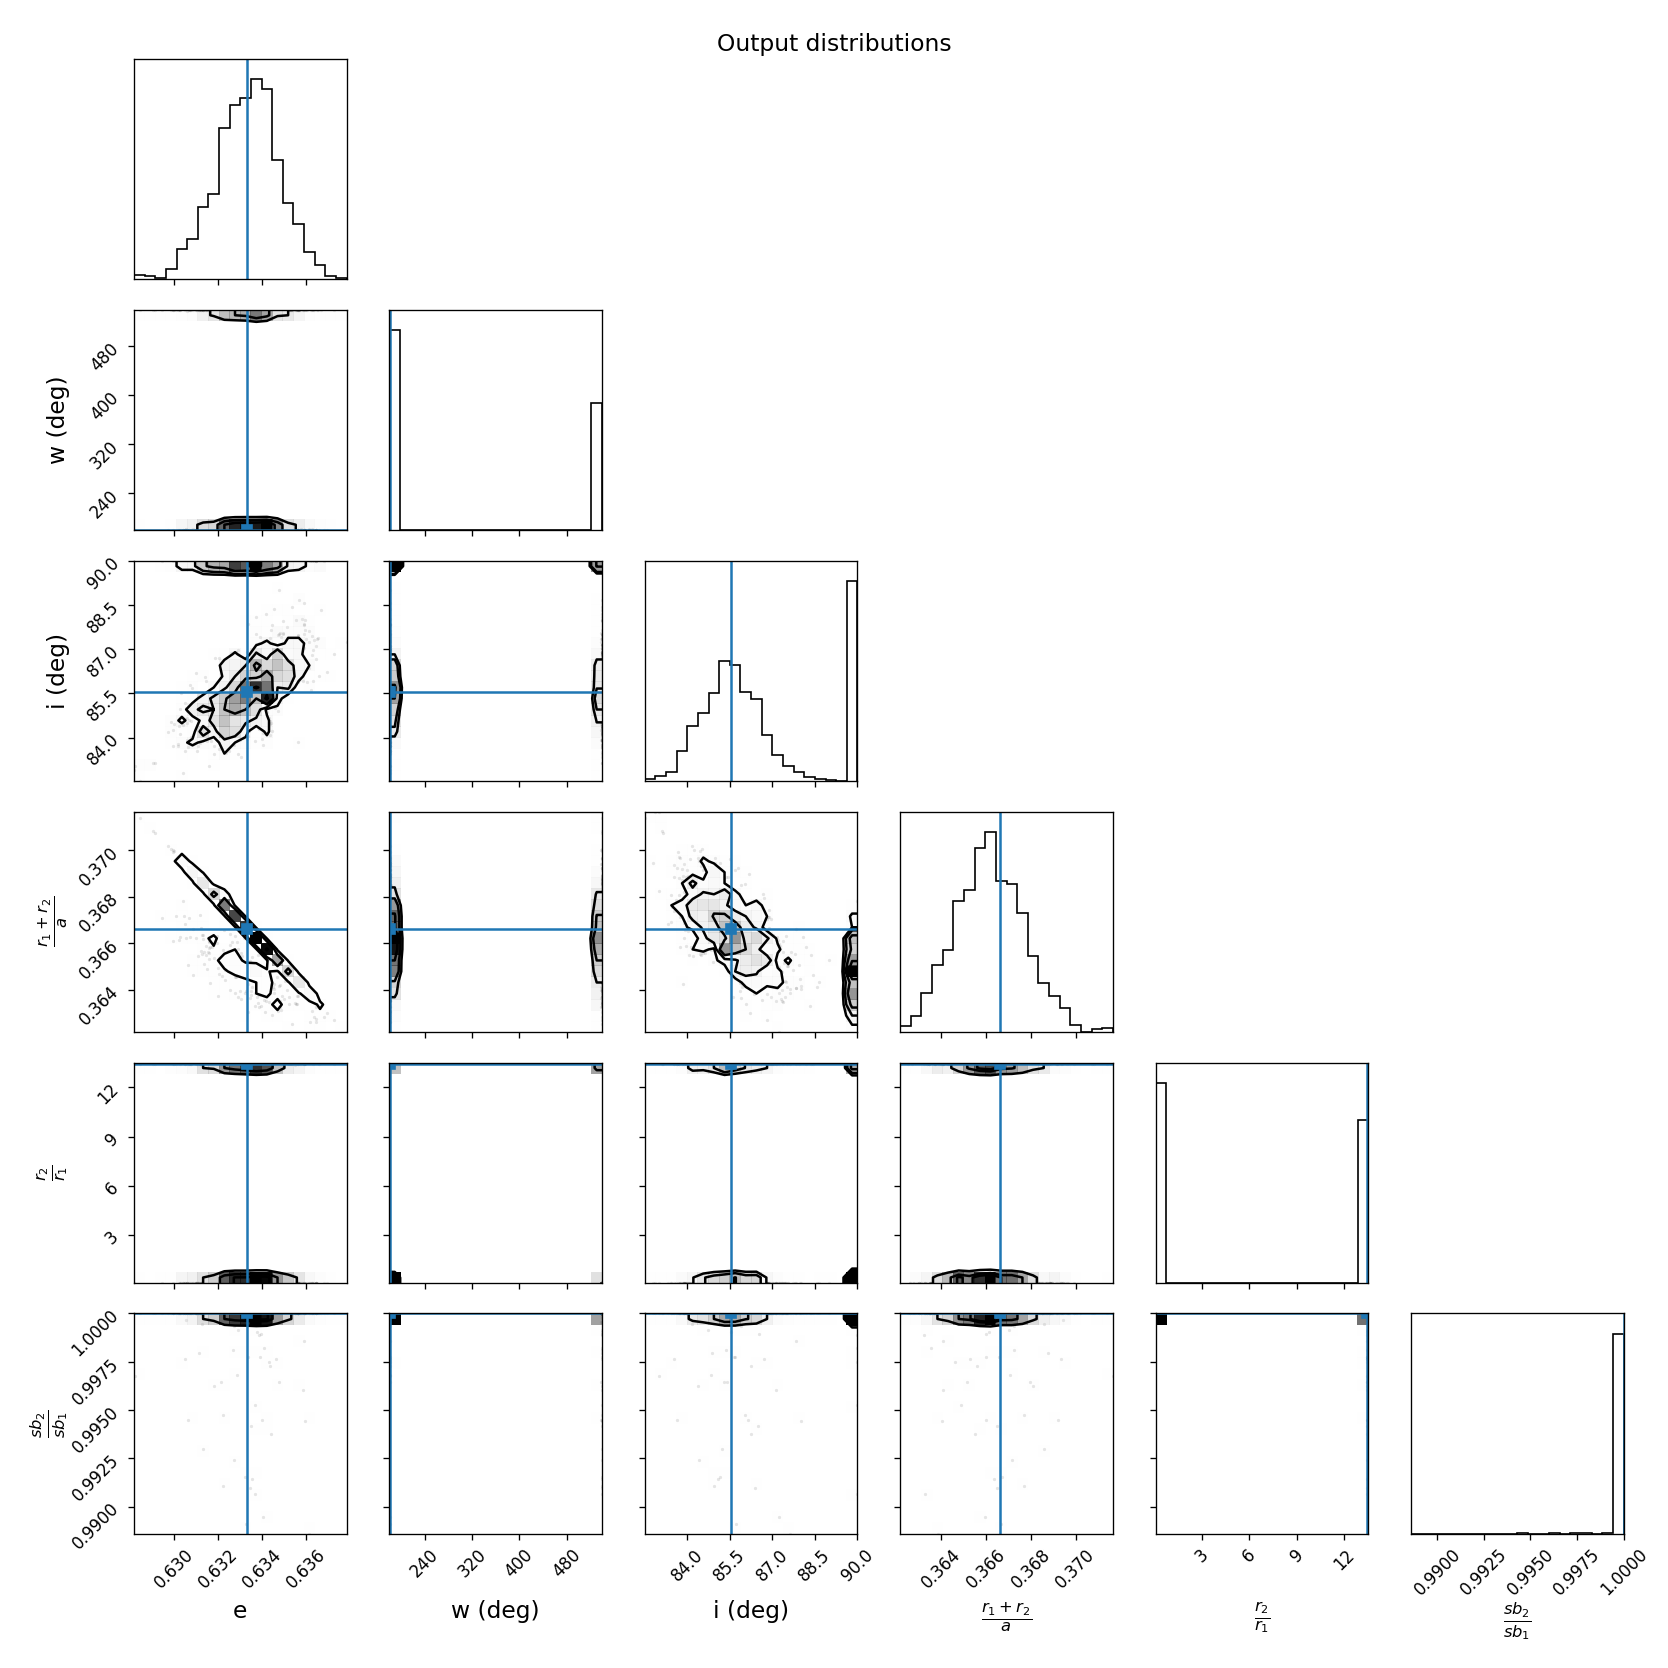 Output distributions
480
400
320
240
w (deg)
90.0
88.5
87.0
85.5
84.0
i (deg)
0.370
0.368
0.366
0.364
r₁ + r₂
a
12
9
6
3
r₂
r₁
1.0000
0.9975
0.9950
0.9925
0.9900
sb₂
sb₁
0.630 0.632 0.634 0.636 240 320 400 480 84.0 85.5 87.0 88.5 90.0 0.364 0.366 0.368 0.370 3 6 9 12 0.9900 0.9925 0.9950 0.9975 1.0000
e w (deg) i (deg)
r₁ + r₂ r₂ sb₂
a r₁ sb₁